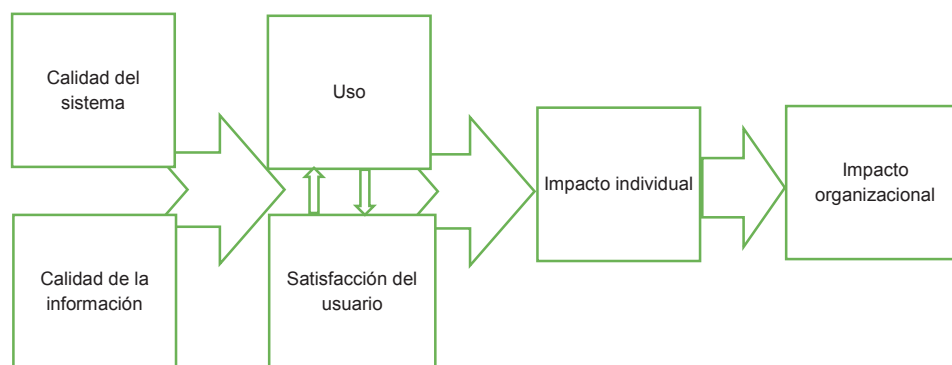 Calidad del
sistema
Uso
Calidad de la
información
Satisfacción del
usuario
Impacto individual
Impacto
organizacional